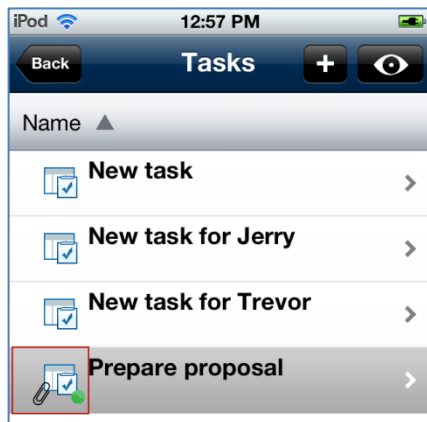 iPod 12:57 PM
Back Tasks +
Name ▲
New task
New task for Jerry
New task for Trevor
Prepare proposal